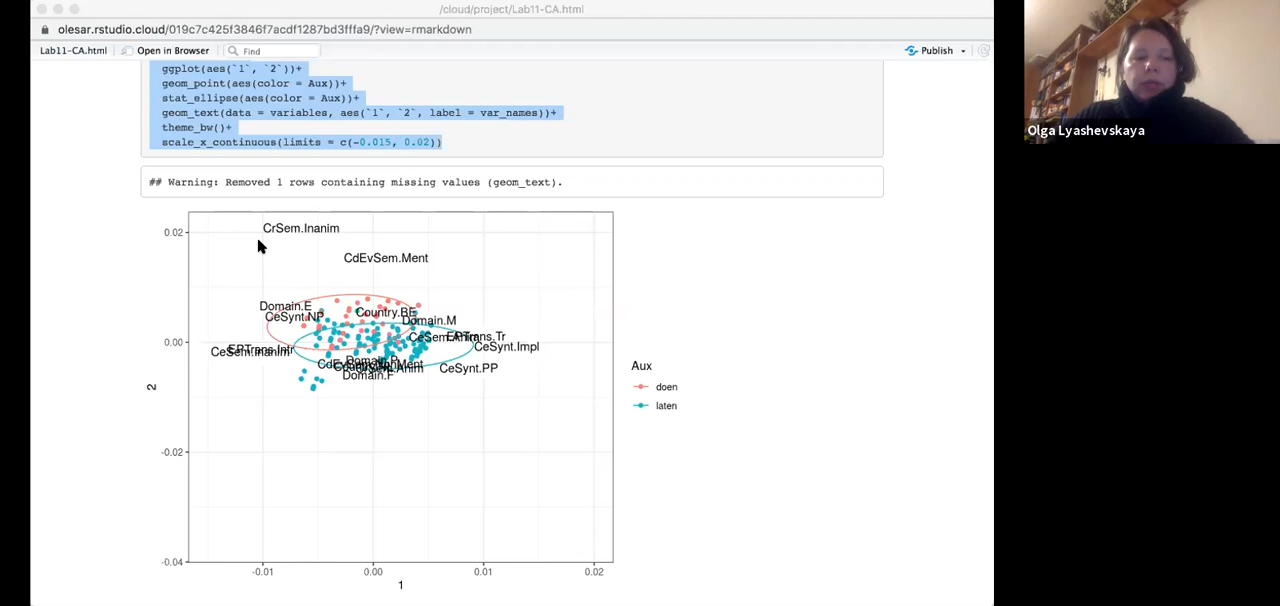 /cloud/project/Lab11-CA.html
olesar.rstudio.cloud/019c7c425f3846f7acdf1287bd3fffa9/?view=rmarkdown
Lab11-CA.html Open in Browser Find Publish
ggplot(aes(`1`, `2`))+
geom_point(aes(color = Aux))+
stat_ellipse(aes(color = Aux))+
geom_text(data = variables, aes(`1`, `2`, label = var_names))+
theme_bw()+
scale_x_continuous(limits = c(-0.015, 0.02))
## Warning: Removed 1 rows containing missing values (geom_text).
0.02
CrSem.Inanim
CdEvSem.Ment
Domain.E
CeSynt.NP
Country.BE
Domain.M
0.00
CeSynt.Impl
CeSynt.PP
Domain.F
-0.02
-0.04
-0.01 0.00 0.01 0.02
1
2
Aux
doen
laten
Olga Lyashevskaya